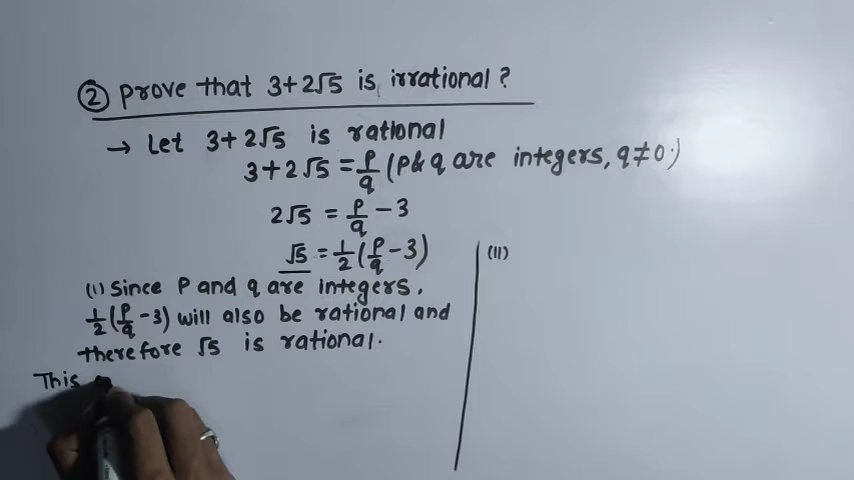 ② Prove that 3+2√5 is irrational?
→ Let 3+2√5 is rational
3+2√5 = P/q (P & q are integers, q≠0.)
2√5 = P/q - 3
√5 = 1/2 (P/q - 3)
(I) Since P and q are integers,
1/2 (P/q - 3) will also be rational and
therefore √5 is rational.
This
(II)